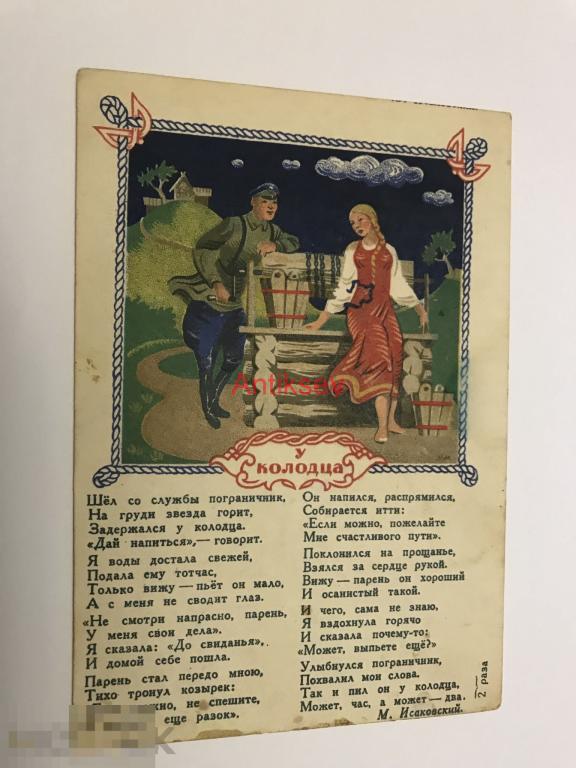 Antiksov
У
КОЛОДЦА
Шёл со службы пограничник,
На груди звезда горит,
Задержался у колодца.
«Дай напиться»,— говорит.
Я воды достала свежей,
Подала ему тотчас,
Только вижу — пьёт он мало,
А с меня не сводит глаз.
«Не смотри напрасно, парень,
У меня свои дела».
Я сказала: «До свиданья»,
И домой себе пошла.
Парень стал передо мною,
Тихо тронул козырек:
не спешите,
еще разок».
Он напился, распрямился,
Собирается итти:
«Если можно, пожелайте
Мне счастливого пути».
Поклонился на прощанье,
Взялся за сердце рукой.
Вижу — парень он хороший
И осанистый такой.
И чего, сама не знаю,
Я вздохнула горячо
И сказала почему-то:
«Может, выпьете ещё?»
Улыбнулся пограничник,
Похвалил мои слова.
Так и пил он у колодца,
Может, час, а может — два.
М. Исаковский.
2 раза